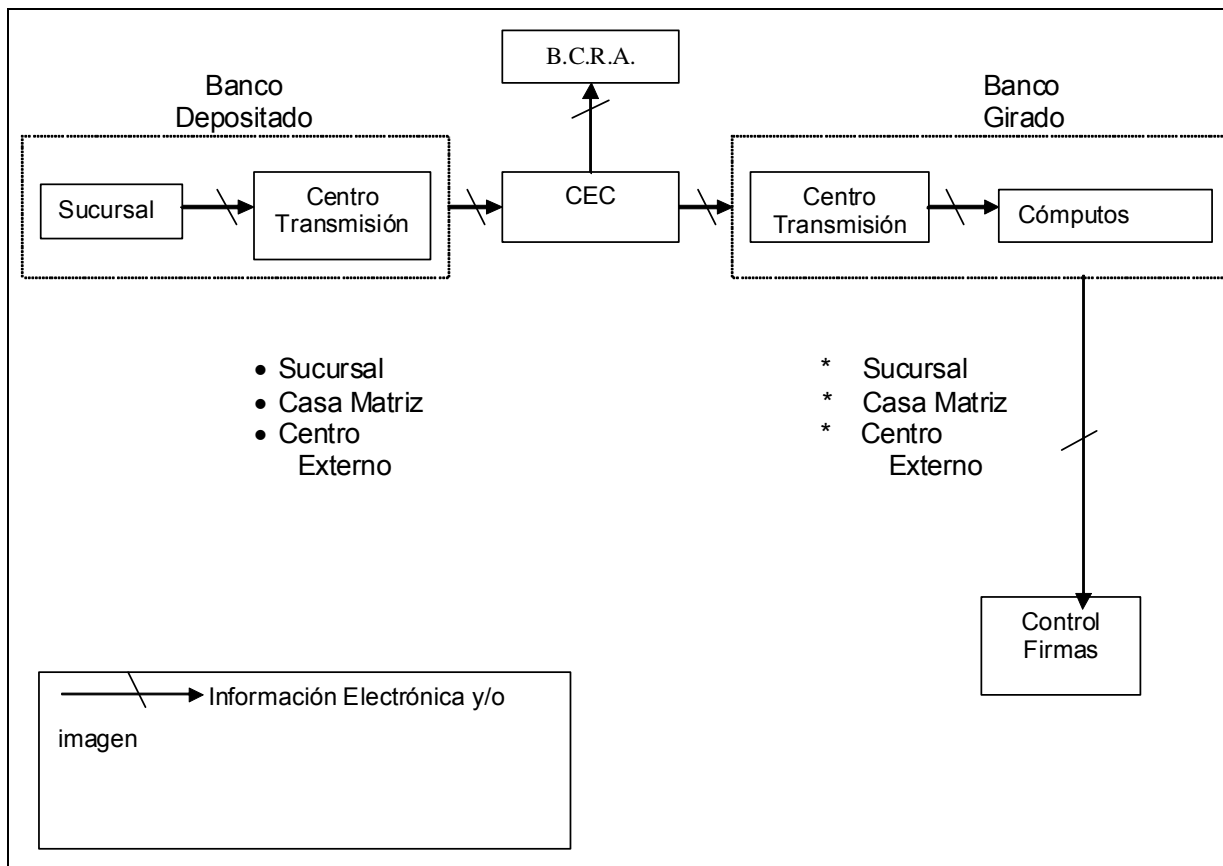 B.C.R.A.
Banco
Depositado
Banco
Girado
Sucursal
Centro
Transmisión
CEC
Centro
Transmisión
Cómputos
• Sucursal
• Casa Matriz
• Centro
Externo
* Sucursal
* Casa Matriz
* Centro
Externo
Control
Firmas
Información Electrónica y/o
imagen